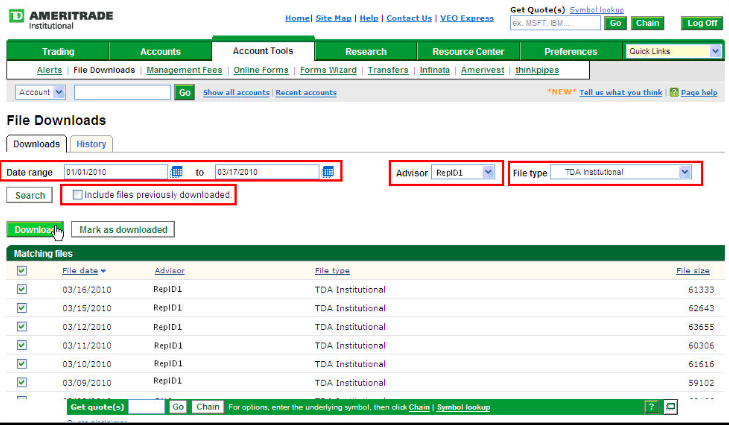 TD AMERITRADE
Institutional
Home | Site Map | Help | Contact Us | VEO Express
Get Quote(s) Symbol lookup
ex. MSFT, IBM... Go Chain Log Off
Trading Accounts Account Tools Research Resource Center Preferences Quick Links
Alerts | File Downloads | Management Fees | Online Forms | Forms Wizard | Transfers | Infinata | Amerivest | thinkpipes
Account Go Show all accounts | Recent accounts *NEW* Tell us what you think | ? Page help
File Downloads
Downloads History
Date range 01/01/2010 to 03/17/2010 Advisor RepID1 File type TDA Institutional
Search Include files previously downloaded.
Download Mark as downloaded
Matching files
File date Advisor File type File size
03/16/2010 RepID1 TDA Institutional 61333
03/15/2010 RepID1 TDA Institutional 62643
03/12/2010 RepID1 TDA Institutional 63655
03/11/2010 RepID1 TDA Institutional 60306
03/10/2010 RepID1 TDA Institutional 61616
03/09/2010 RepID1 TDA Institutional 59102
Get quote(s) Go Chain For options, enter the underlying symbol, then click Chain | Symbol lookup ?